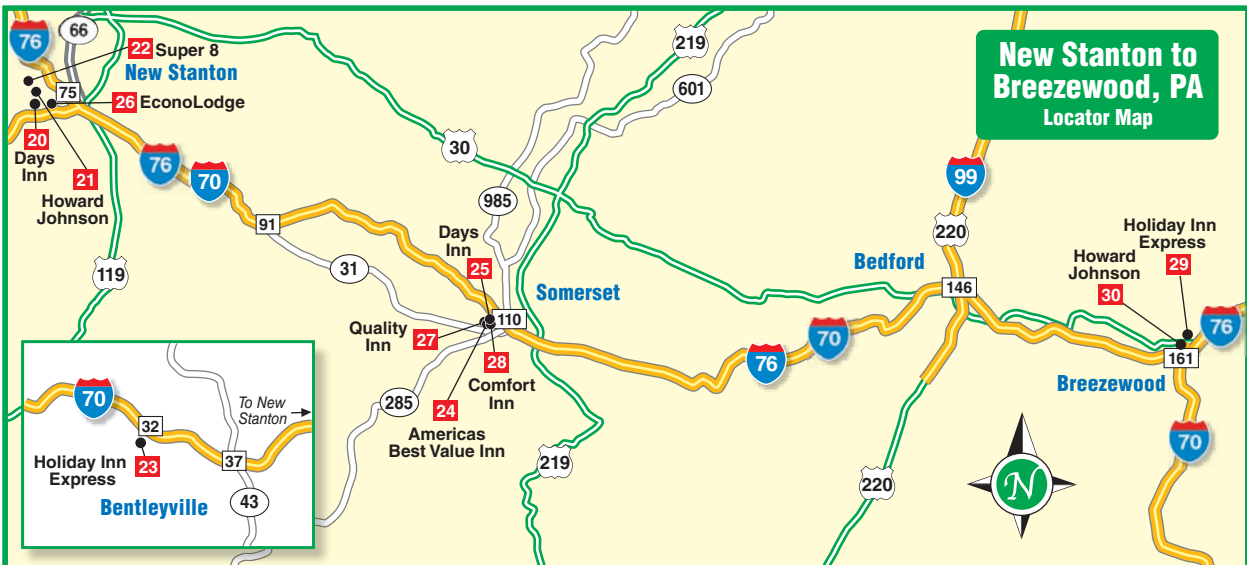 New Stanton to
Breezewood, PA
Locator Map
76
66
22 Super 8
New Stanton
75
26 EconoLodge
20
Days
Inn
21
Howard
Johnson
119
76
70
91
31
30
219
601
985
Days
Inn
25
110
Somerset
Quality
Inn
27
28
Comfort
Inn
24
Americas
Best Value Inn
285
219
76
70
Bedford
99
220
146
220
Holiday Inn
Express
29
Howard
Johnson
30
76
161
Breezewood
70
N
70
32
To New
Stanton
Holiday Inn
Express
23
37
Bentleyville
43